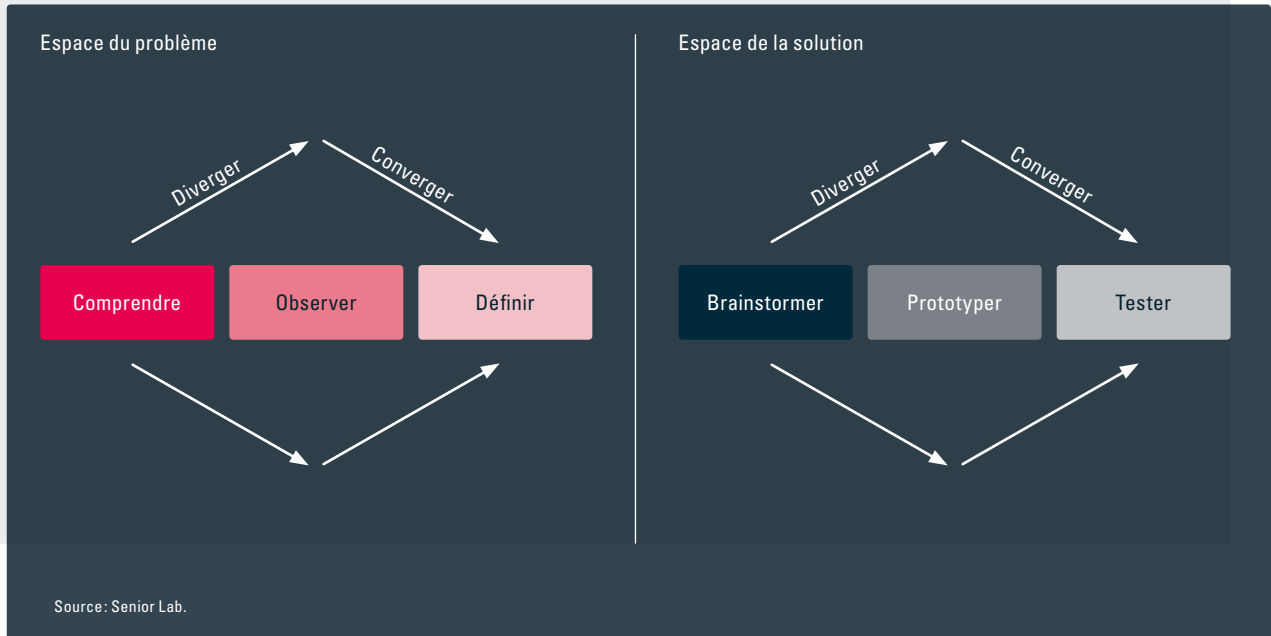 Espace du problème
Diverger
Converger
Comprendre
Observer
Définir
Espace de la solution
Diverger
Converger
Brainstormer
Prototyper
Tester
Source: Senior Lab.